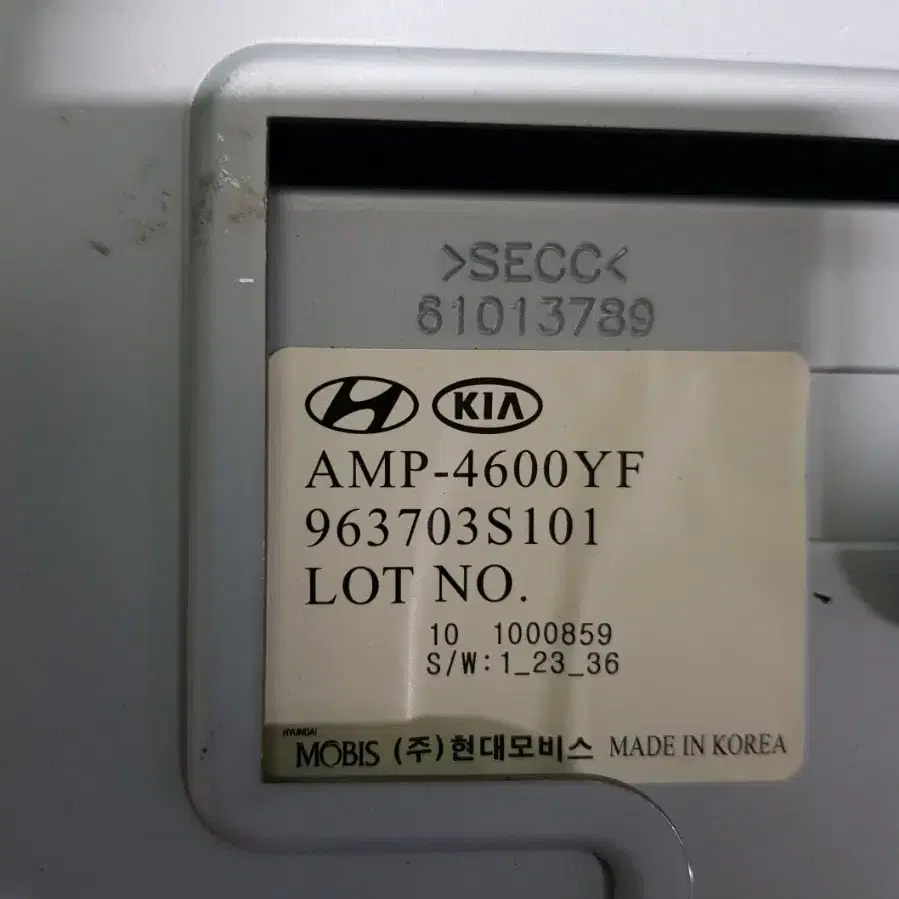 >SECC<
61013789
KIA
AMP-4600YF
963703S101
LOT NO.
10 1000859
S/W:1_23_36
HYUNDAI
MOBIS (주)현대모비스 MADE IN KOREA